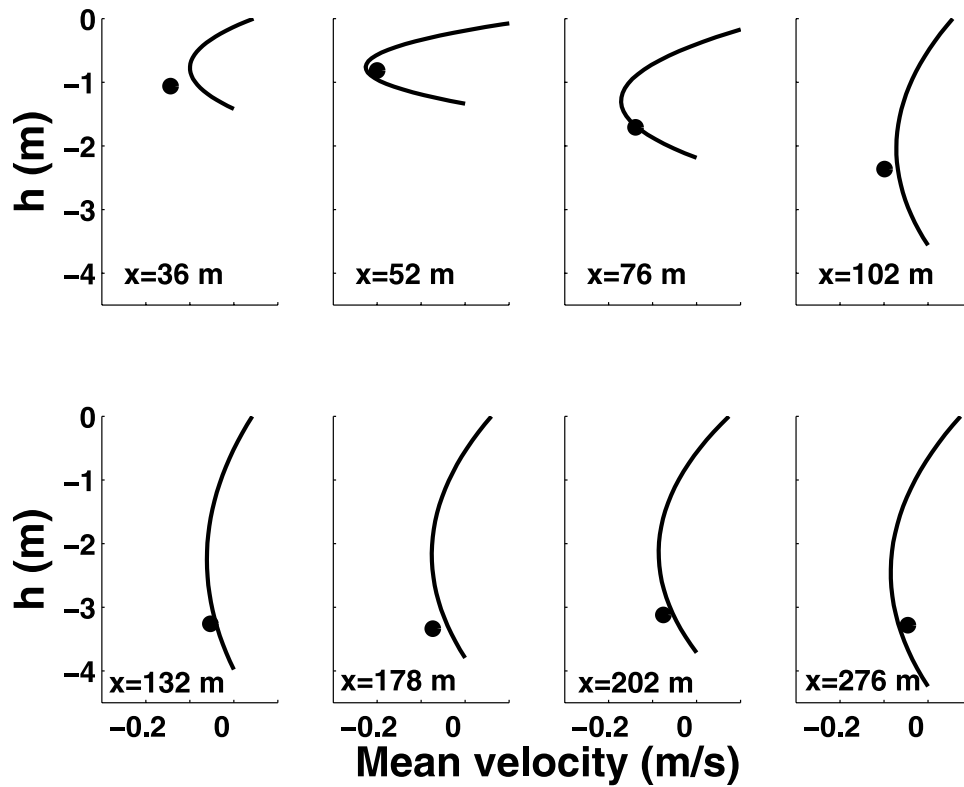 0
−1
−2
−3
−4
h (m)
x=36 m
x=52 m
x=76 m
x=102 m
0
−1
−2
−3
−4
h (m)
x=132 m
x=178 m
x=202 m
x=276 m
−0.2 0 −0.2 0 −0.2 0 −0.2 0
Mean velocity (m/s)